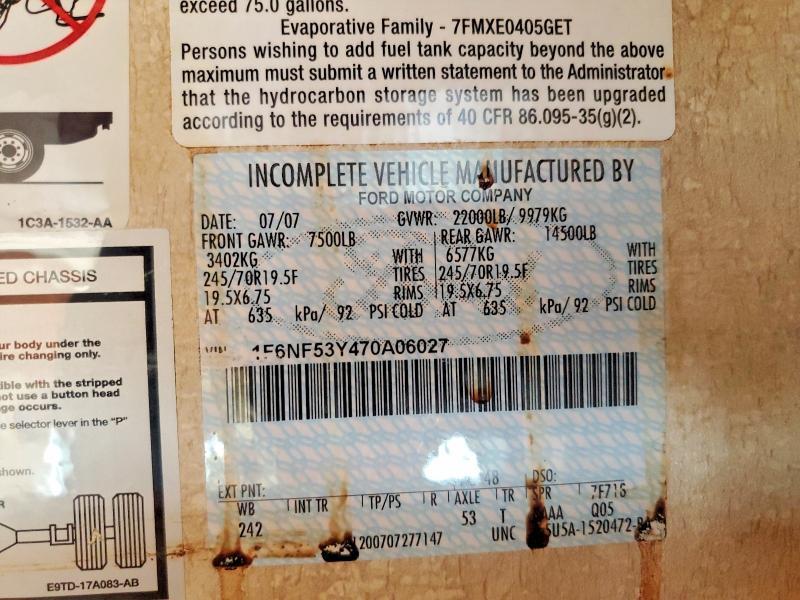 exceed 75.0 gallons.
Evaporative Family - 7FMXE0405GET
Persons wishing to add fuel tank capacity beyond the above
maximum must submit a written statement to the Administrator
that the hydrocarbon storage system has been upgraded
according to the requirements of 40 CFR 86.095-35(g)(2).
1C3A-1532-AA
INCOMPLETE VEHICLE MANUFACTURED BY
FORD MOTOR COMPANY
DATE: 07/07 GVWR: 22000LB/ 9979KG
FRONT GAWR: 7500LB REAR GAWR: 14500LB
3402KG WITH 6577KG WITH
245/70R19.5F TIRES 245/70R19.5F TIRES
19.5X6.75 RIMS 19.5X6.75 RIMS
AT 635 kPa/ 92 PSI COLD AT 635 kPa/ 92 PSI COLD
1F6NF53Y470A06027
EXT PNT: 48 DSO:
WB INT TR TP/PS R AXLE TR SPR 7F716
242 53 T AAA Q05
200707277147 UNC 5U5A-1520472-BA
ED CHASSIS
ur body under the
ire changing only.
ible with the stripped
not use a button head
ge occurs.
e selector lever in the "P"
shown.
R
E9TD-17A083-AB